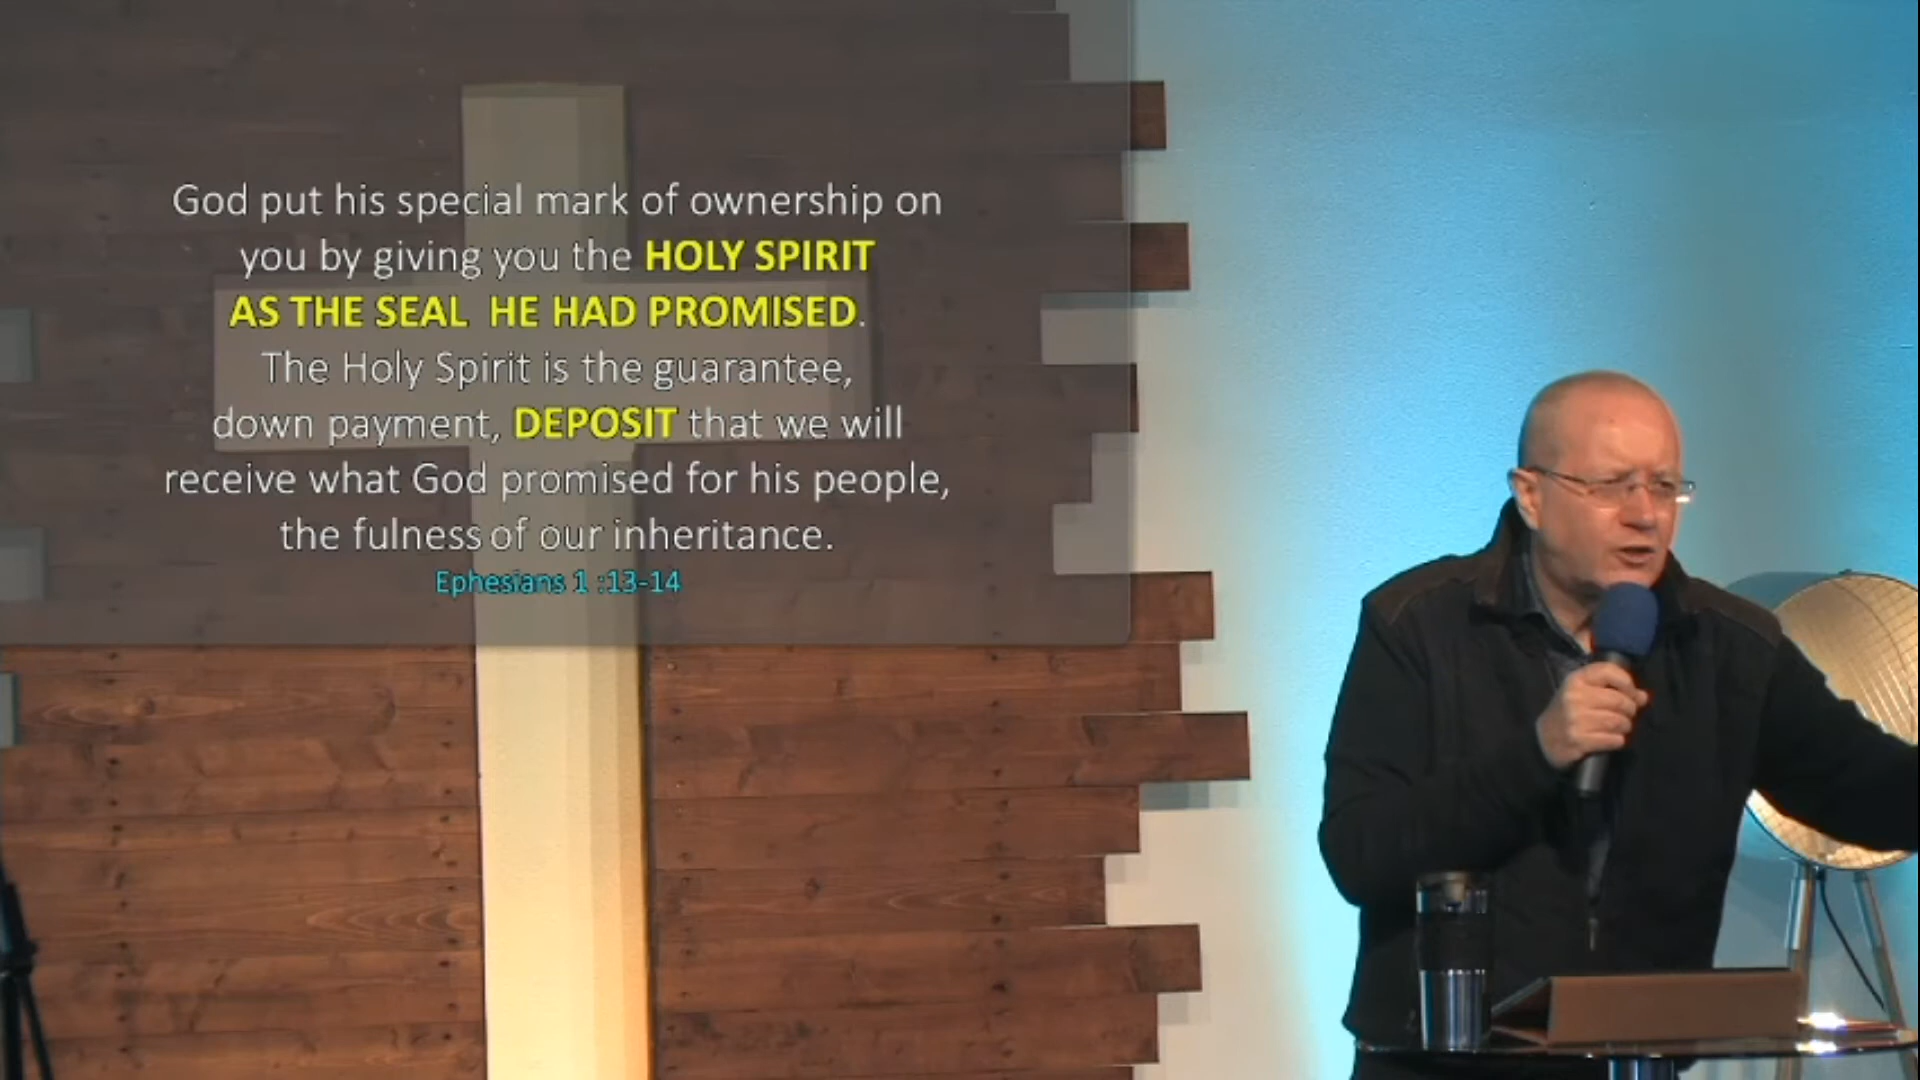 God put his special mark of ownership on
you by giving you the HOLY SPIRIT
AS THE SEAL HE HAD PROMISED.
The Holy Spirit is the guarantee,
down payment, DEPOSIT that we will
receive what God promised for his people,
the fulness of our inheritance.
Ephesians 1 :13-14